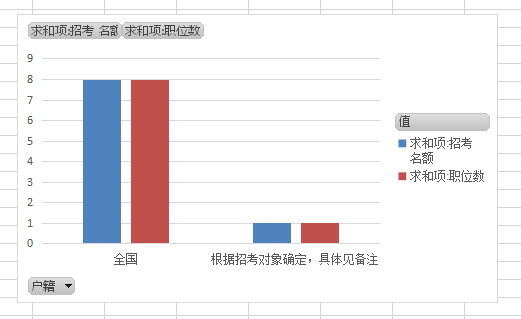 求和项:招考 名额 求和项:职位数
9
8
7
6
5
4
3
2
1
0
全国 根据招考对象确定，具体见备注
值
求和项:招考
名额
求和项:职位数
户籍